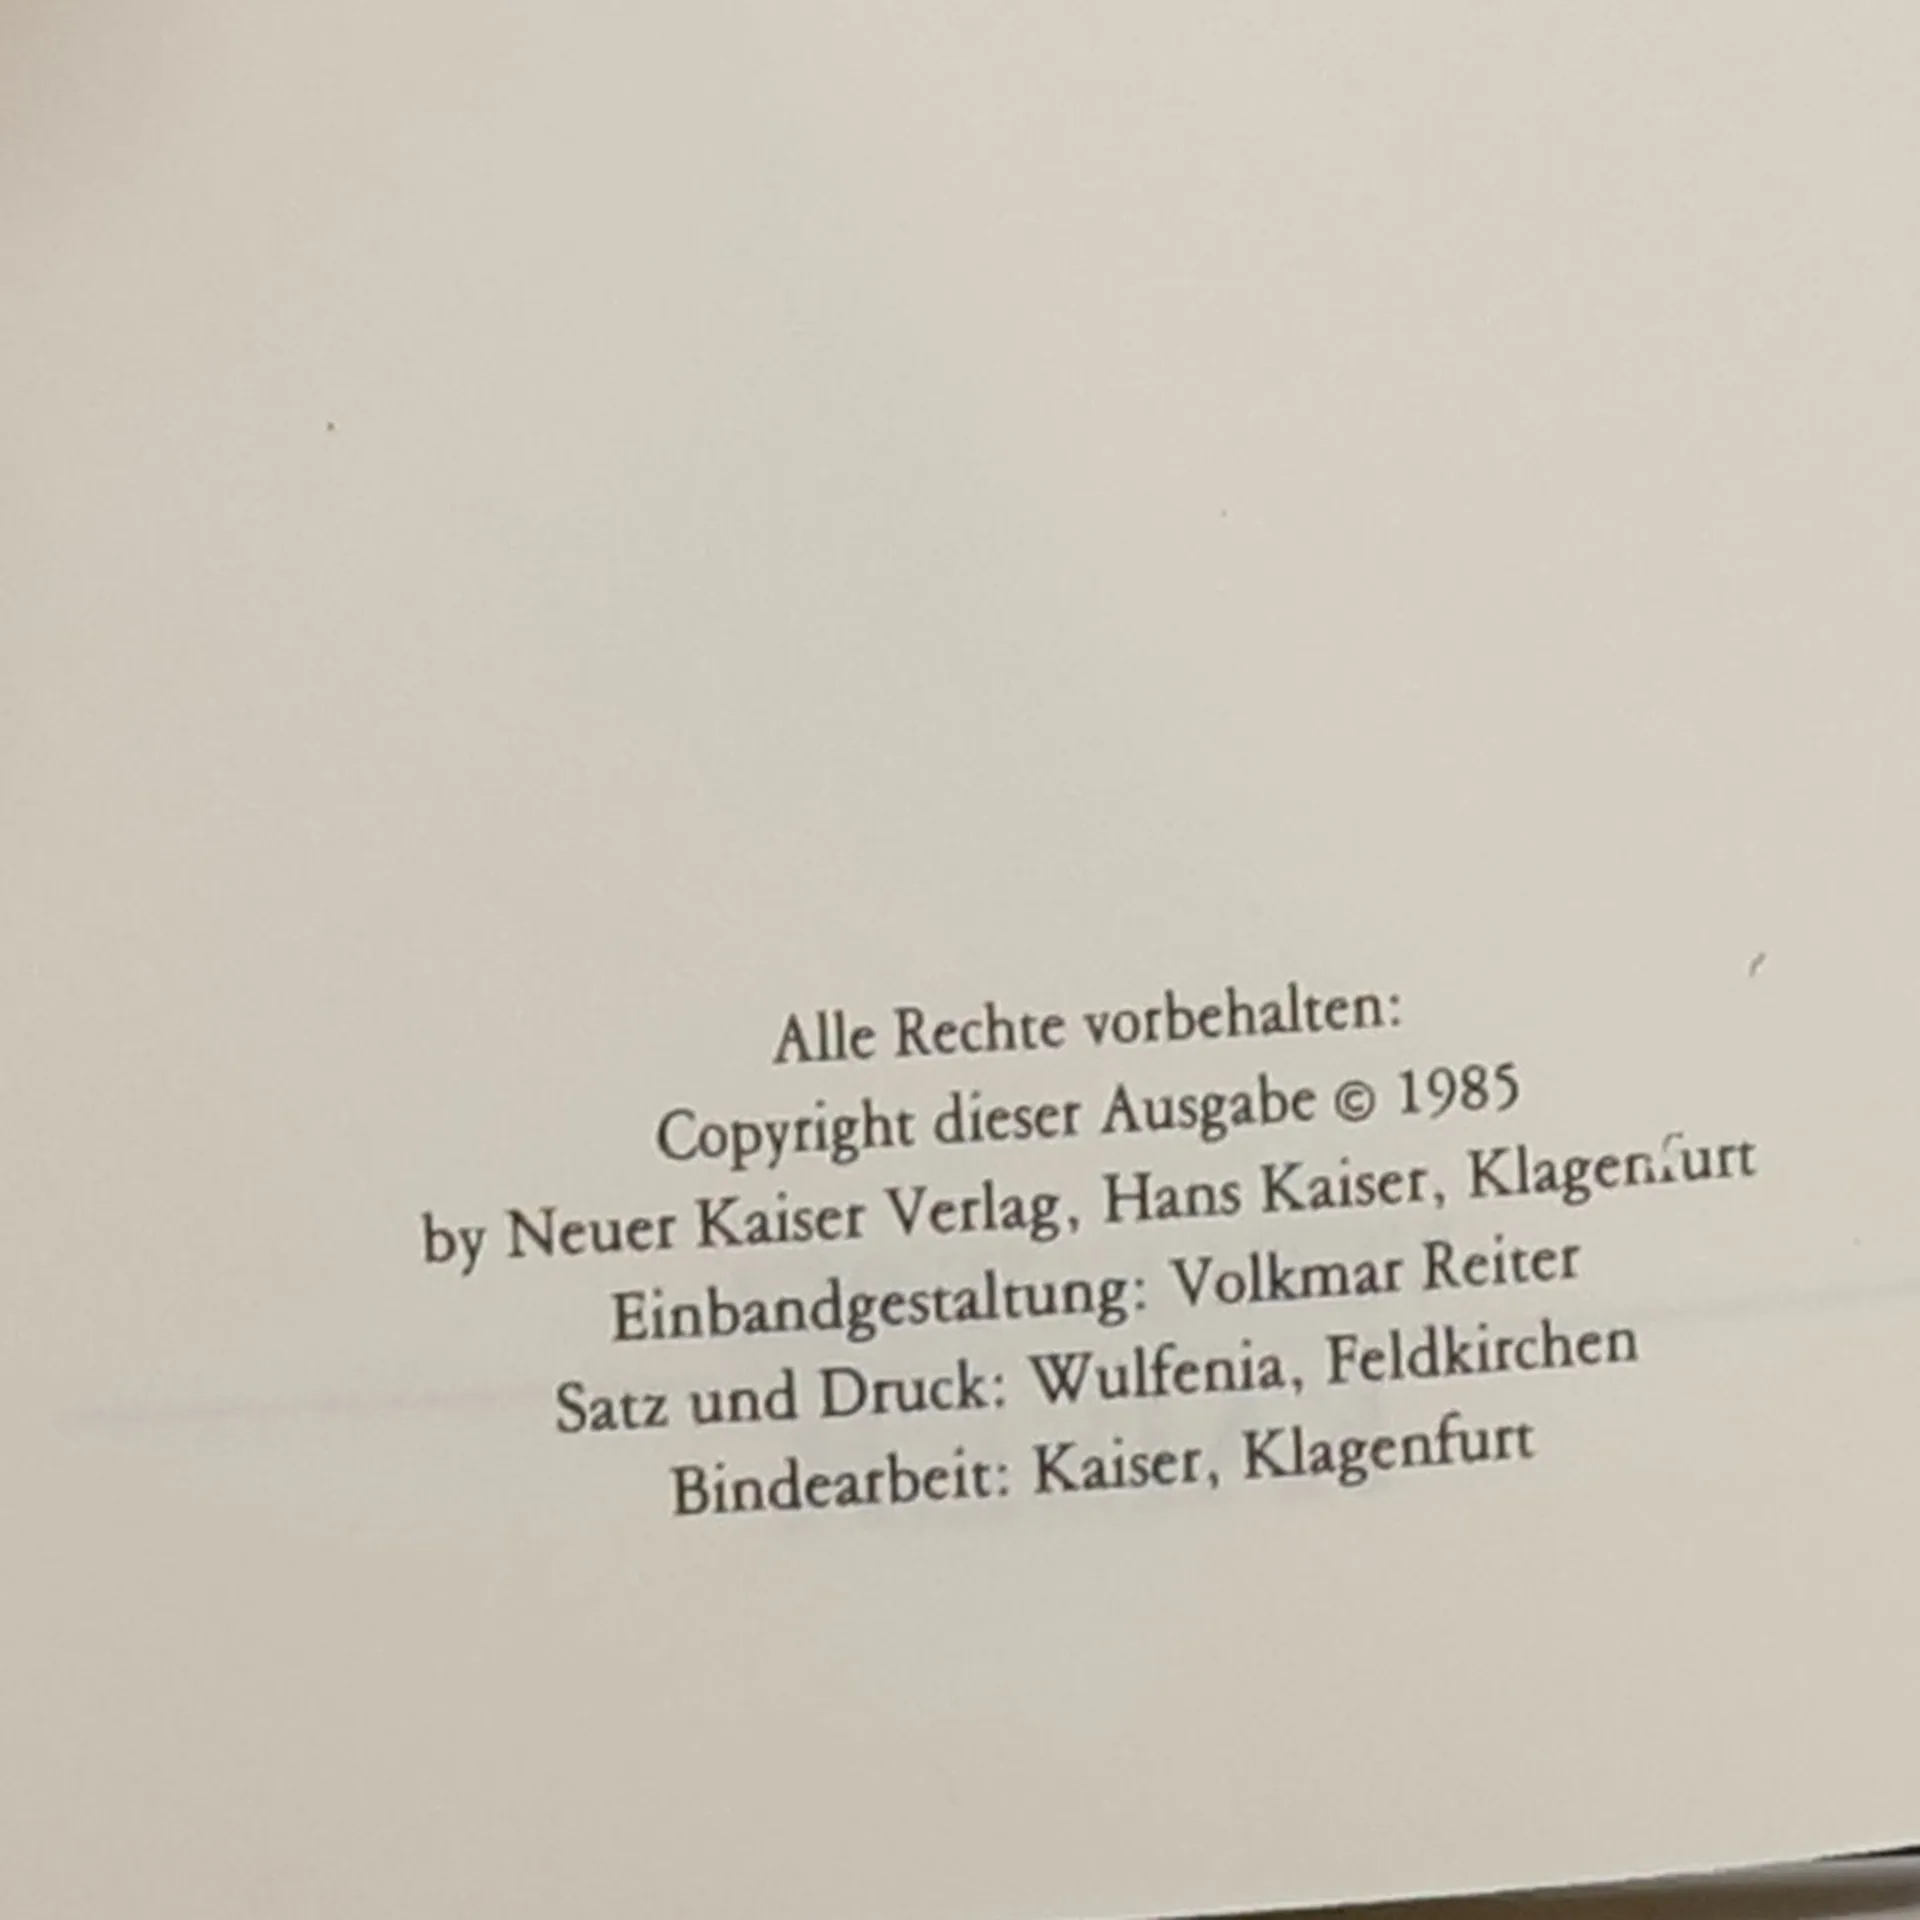 Alle Rechte vorbehalten:
Copyright dieser Ausgabe © 1985
by Neuer Kaiser Verlag, Hans Kaiser, Klagenfurt
Einbandgestaltung: Volkmar Reiter
Satz und Druck: Wulfenia, Feldkirchen
Bindearbeit: Kaiser, Klagenfurt